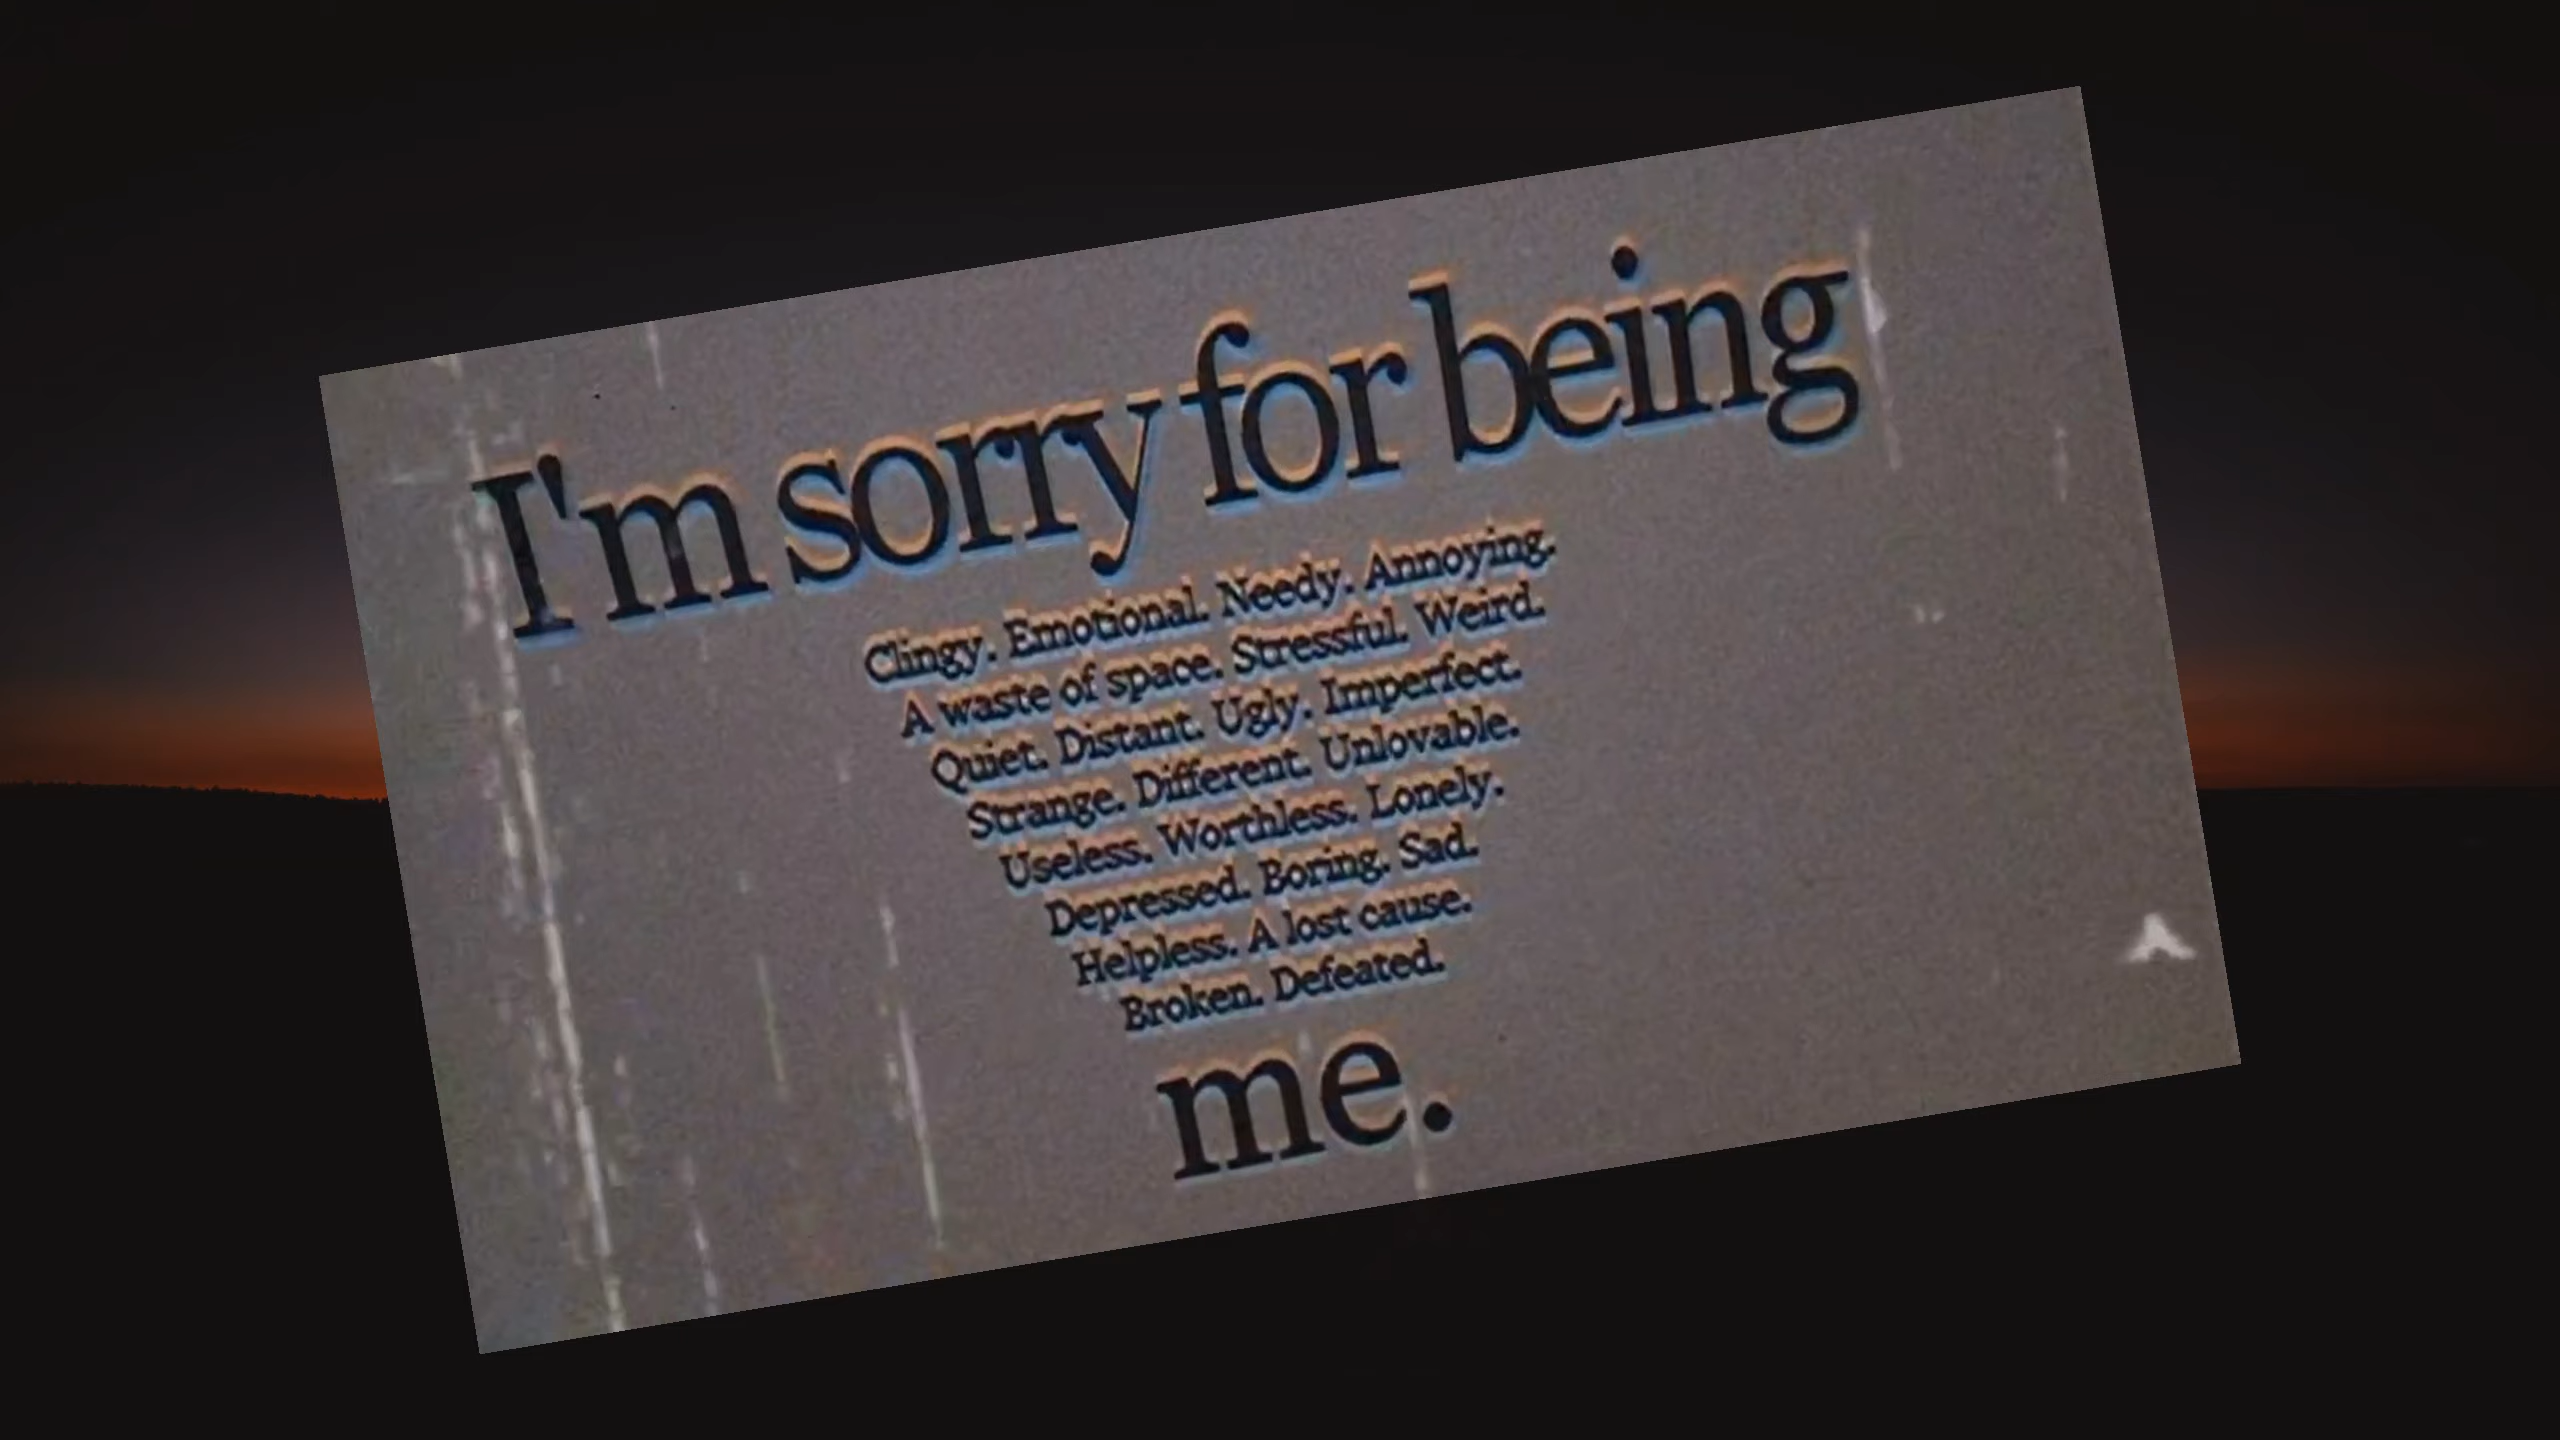 I'm sorry for being
Clingy. Emotional. Needy. Annoying.
A waste of space. Stressful. Weird.
Quiet. Distant. Ugly. Imperfect.
Strange. Different. Unlovable.
Useless. Worthless. Lonely.
Depressed. Boring. Sad.
Helpless. A lost cause.
Broken. Defeated.
me.